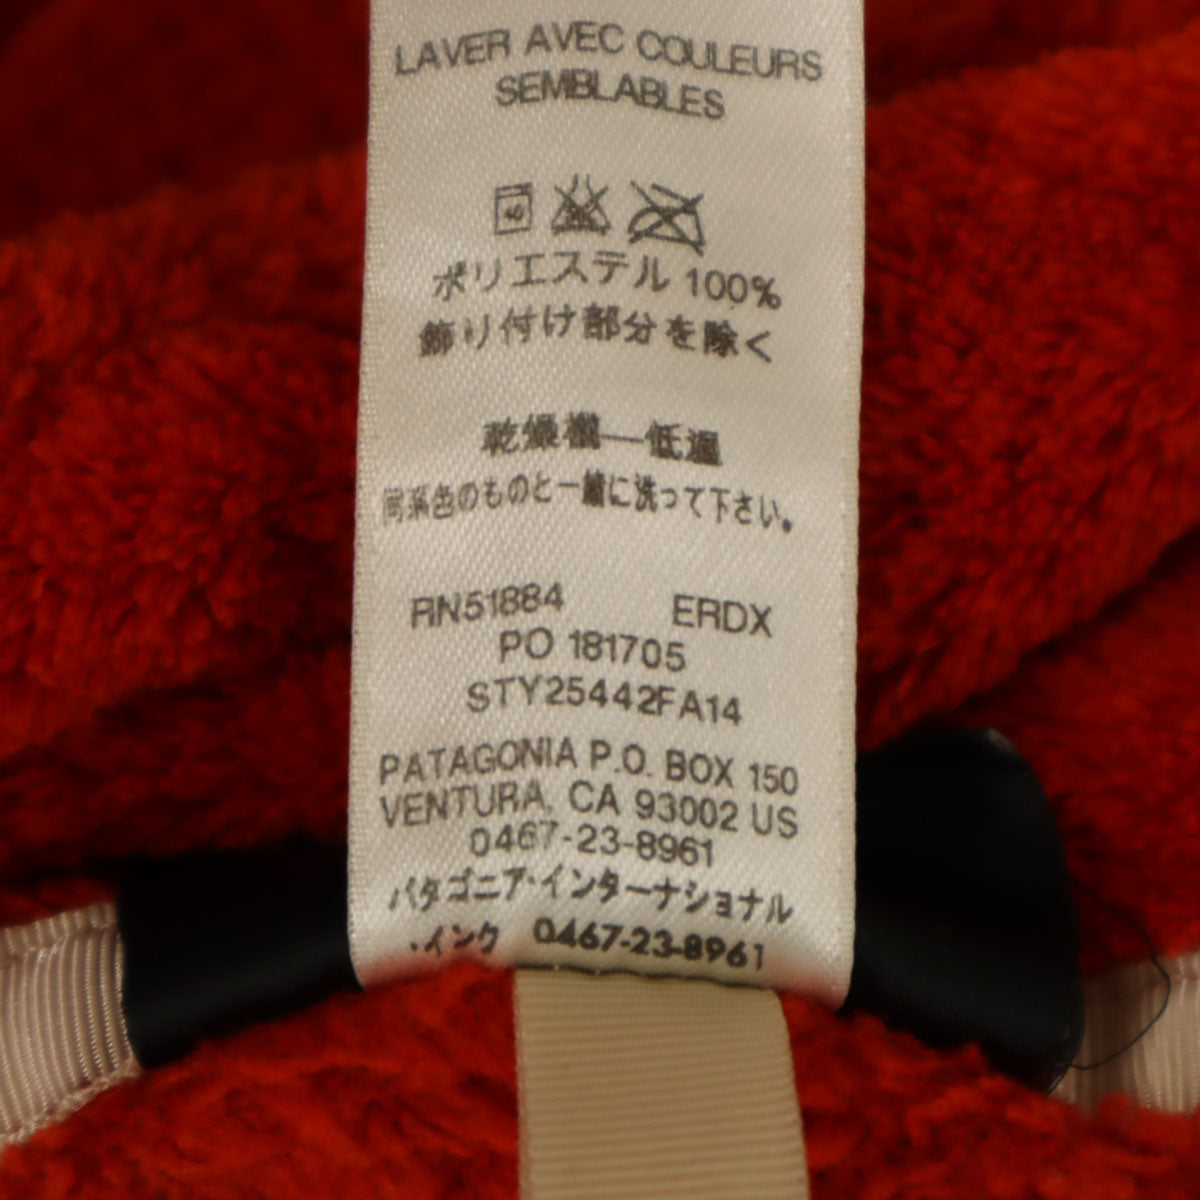 LAVER AVEC COULEURS
SEMBLABLES
40
ポリエステル 100%
飾り付け部分を除く
乾燥機—低温
同系色のものと一緒に洗って下さい。
RN51884 ERDX
PO 181705
STY25442FA14
PATAGONIA P.O. BOX 150
VENTURA, CA 93002 US
0467-23-8961
パタゴニア・インターナショナル
・インク 0467-23-8961